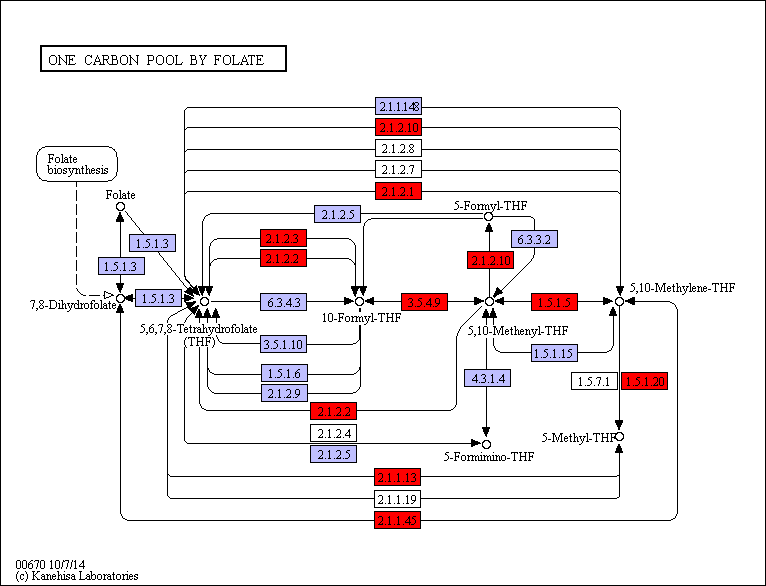 ONE CARBON POOL BY FOLATE
2.1.1.148
2.1.2.10
2.1.2.8
2.1.2.7
2.1.2.1
Folate
biosynthesis
Folate
5-Formyl-THF
2.1.2.5
1.5.1.3
2.1.2.3
6.3.3.2
1.5.1.3
2.1.2.2
2.1.2.10
5,10-Methylene-THF
1.5.1.3
7,8-Dihydrofolate
6.3.4.3
3.5.4.9
1.5.1.5
10-Formyl-THF
5,6,7,8-Tetrahydrofolate
(THF)
5,10-Methenyl-THF
3.5.1.10
1.5.1.15
1.5.1.6
4.3.1.4
1.5.7.1
1.5.1.20
2.1.2.9
2.1.2.2
2.1.2.4
5-Methyl-THF
2.1.2.5
5-Formimino-THF
2.1.1.13
2.1.1.19
2.1.1.45
00670 10/7/14
(c) Kanehisa Laboratories